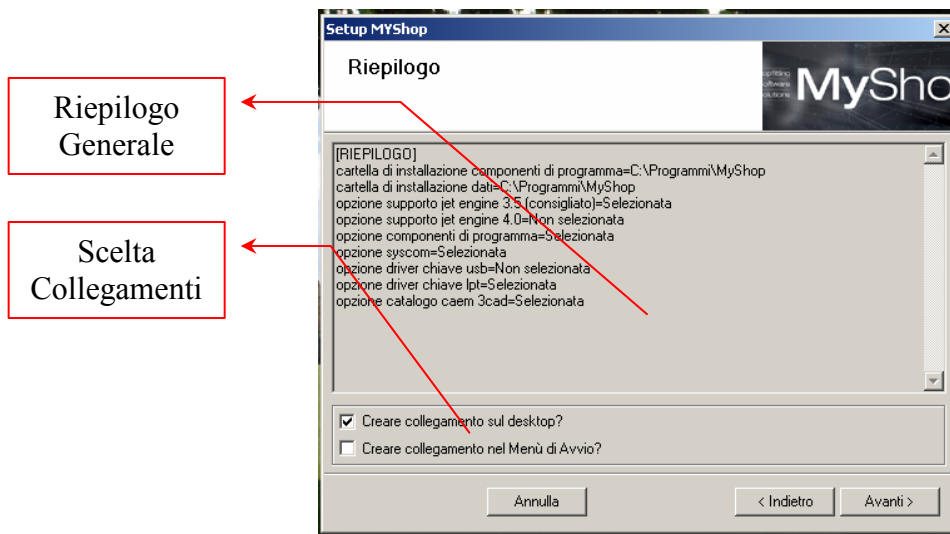 Setup MYShop
Riepilogo
MySho
Riepilogo
Generale
[RIEPILOGO]
cartella di installazione componenti di programma=C:\Programmi\MyShop
cartella di installazione dati=C:\Programmi\MyShop
opzione supporto jet engine 3.5 (consigliato)=Selezionata
opzione supporto jet engine 4.0=Non selezionata
opzione componenti di programma=Selezionata
opzione syscom=Selezionata
opzione driver chiave usb=Non selezionata
opzione driver chiave lpt=Selezionata
opzione catalogo caem 3cad=Selezionata
Scelta
Collegamenti
Creare collegamento sul desktop?
Creare collegamento nel Menù di Avvio?
Annulla
< Indietro
Avanti >